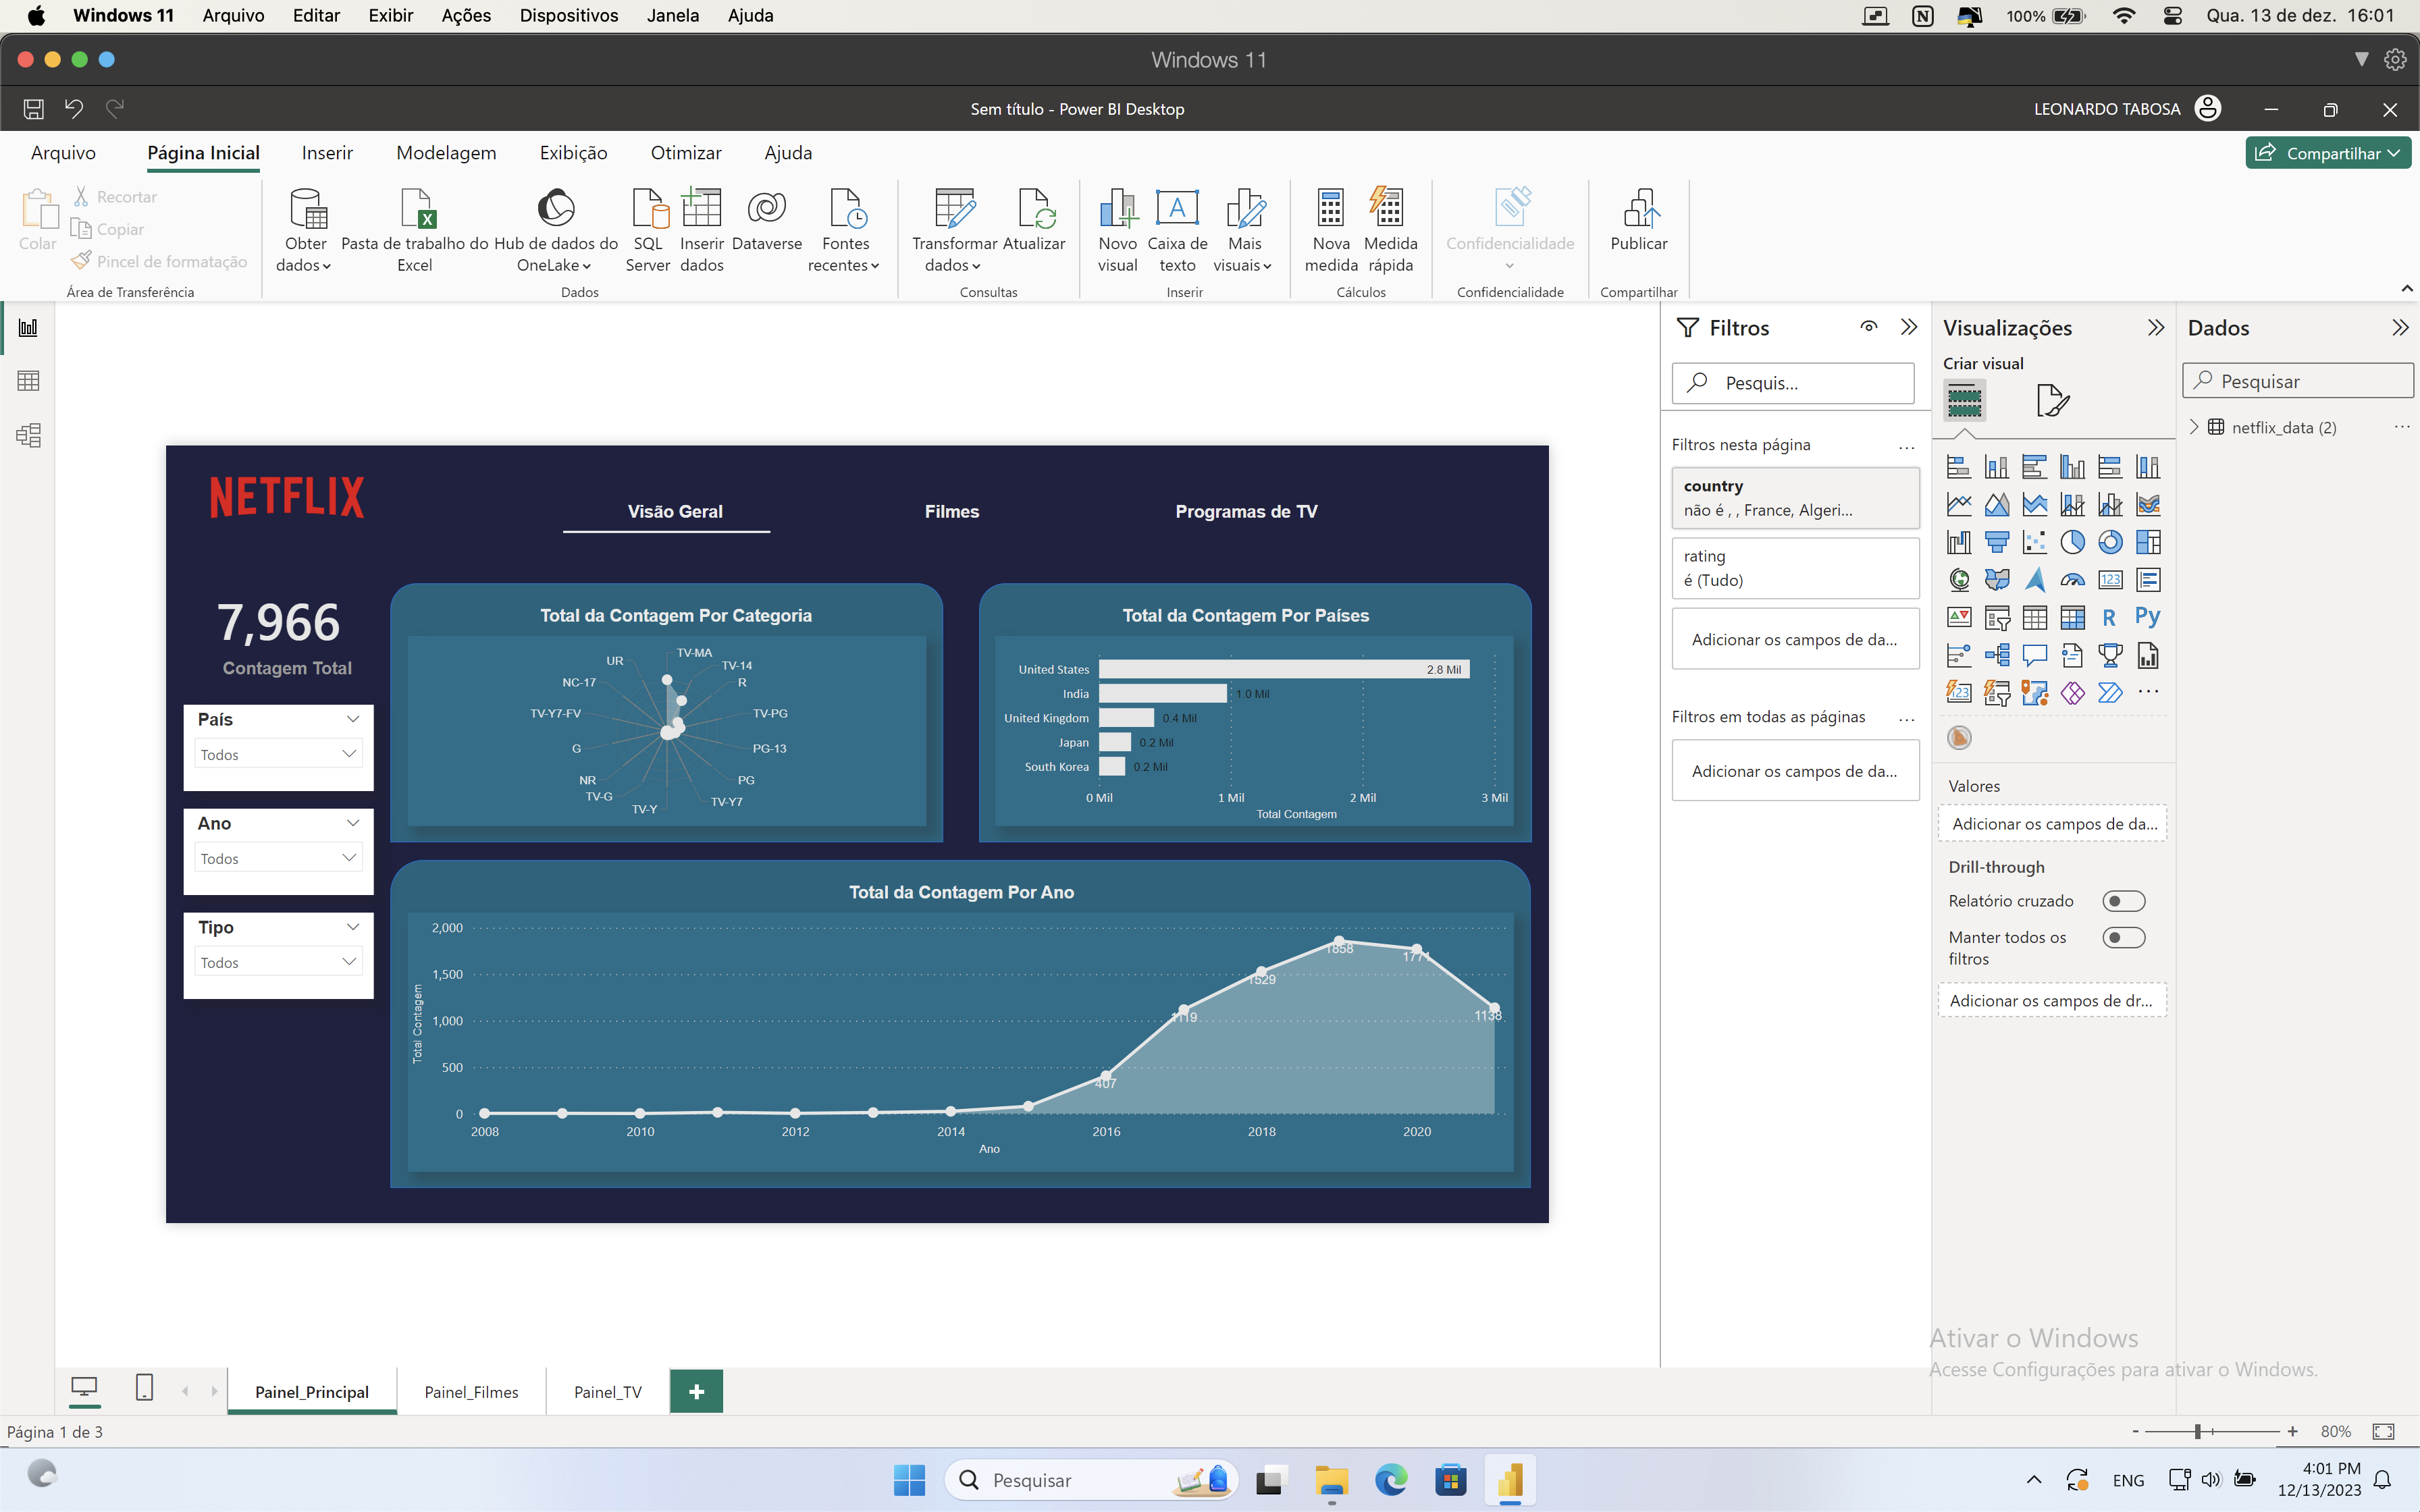 Windows 11 Arquivo Editar Exibir Ações Dispositivos Janela Ajuda 100% Qua. 13 de dez. 16:01
Windows 11
Sem título - Power BI Desktop LEONARDO TABOSA
Arquivo Página Inicial Inserir Modelagem Exibição Otimizar Ajuda Compartilhar
Colar
Recortar
Copiar
Pincel de formatação
Área de Transferência
Obter
dados
Pasta de trabalho do
Excel
Hub de dados do
OneLake
SQL
Server
Inserir
dados
Dataverse
Fontes
recentes
Dados
Transformar
dados
Atualizar
Consultas
Novo
visual
Caixa de
texto
Mais
visuais
Inserir
Nova
medida
Medida
rápida
Cálculos
Confidencialidade
Confidencialidade
Publicar
Compartilhar
NETFLIX
Visão Geral Filmes Programas de TV
7,966
Contagem Total
País
Todos
Ano
Todos
Tipo
Todos
Total da Contagem Por Categoria
TV-MA
TV-14
R
TV-PG
PG-13
PG
TV-Y7
TV-Y
TV-G
NR
G
TV-Y7-FV
NC-17
UR
Total da Contagem Por Países
United States 2.8 Mil
India 1.0 Mil
United Kingdom 0.4 Mil
Japan 0.2 Mil
South Korea 0.2 Mil
0 Mil 1 Mil 2 Mil 3 Mil
Total Contagem
Total da Contagem Por Ano
2,000
1,500
1,000
500
0
Total Contagem
407 1119 1529 1858 1771 1138
2008 2010 2012 2014 2016 2018 2020
Ano
Filtros
Pesquis...
Filtros nesta página ...
country
não é , , France, Algeri...
rating
é (Tudo)
Adicionar os campos de da...
Filtros em todas as páginas ...
Adicionar os campos de da...
Visualizações
Criar visual
123
R Py
123
...
Valores
Adicionar os campos de da...
Drill-through
Relatório cruzado
Manter todos os
filtros
Adicionar os campos de dr...
Dados
Pesquisar
netflix_data (2) ...
Ativar o Windows
Acesse Configurações para ativar o Windows.
Painel_Principal Painel_Filmes Painel_TV +
Página 1 de 3 - + 80%
Pesquisar
ENG
4:01 PM
12/13/2023